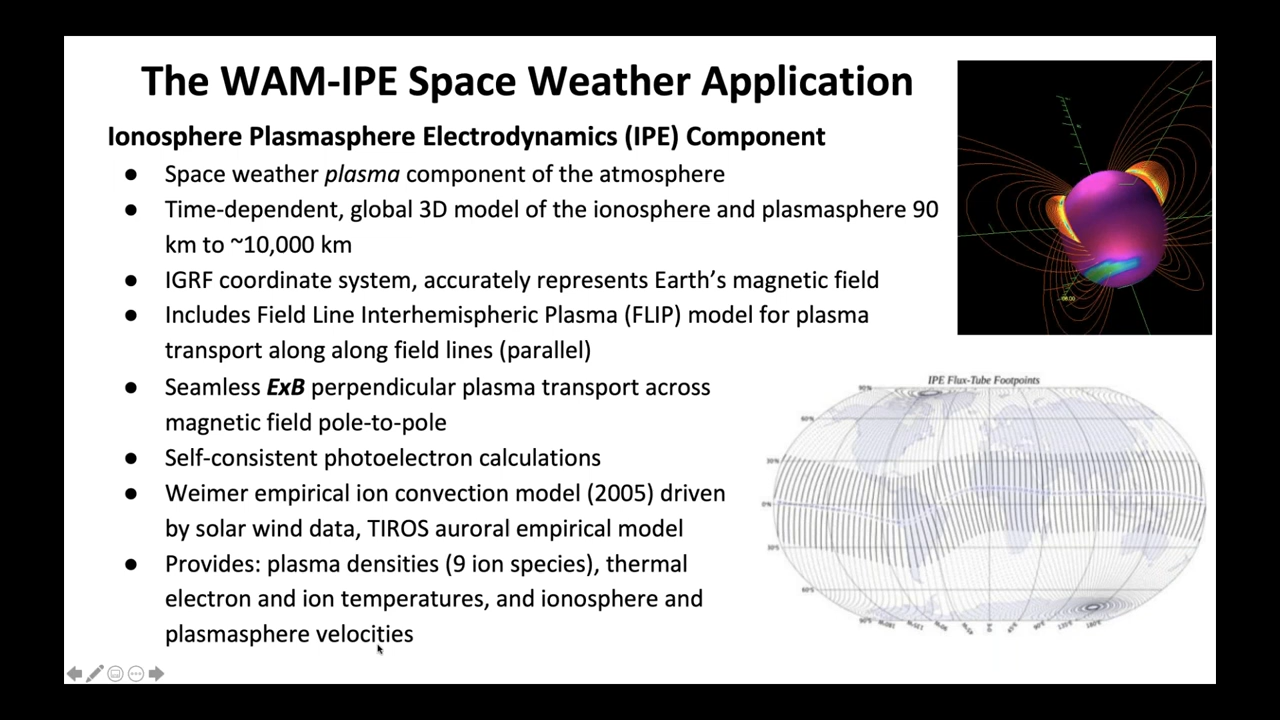 The WAM-IPE Space Weather Application
Ionosphere Plasmasphere Electrodynamics (IPE) Component
● Space weather plasma component of the atmosphere
● Time-dependent, global 3D model of the ionosphere and plasmasphere 90
km to ~10,000 km
● IGRF coordinate system, accurately represents Earth's magnetic field
● Includes Field Line Interhemispheric Plasma (FLIP) model for plasma
transport along along field lines (parallel)
● Seamless ExB perpendicular plasma transport across
magnetic field pole-to-pole
● Self-consistent photoelectron calculations
● Weimer empirical ion convection model (2005) driven
by solar wind data, TIROS auroral empirical model
● Provides: plasma densities (9 ion species), thermal
electron and ion temperatures, and ionosphere and
plasmasphere velocities
IPE Flux-Tube Footpoints